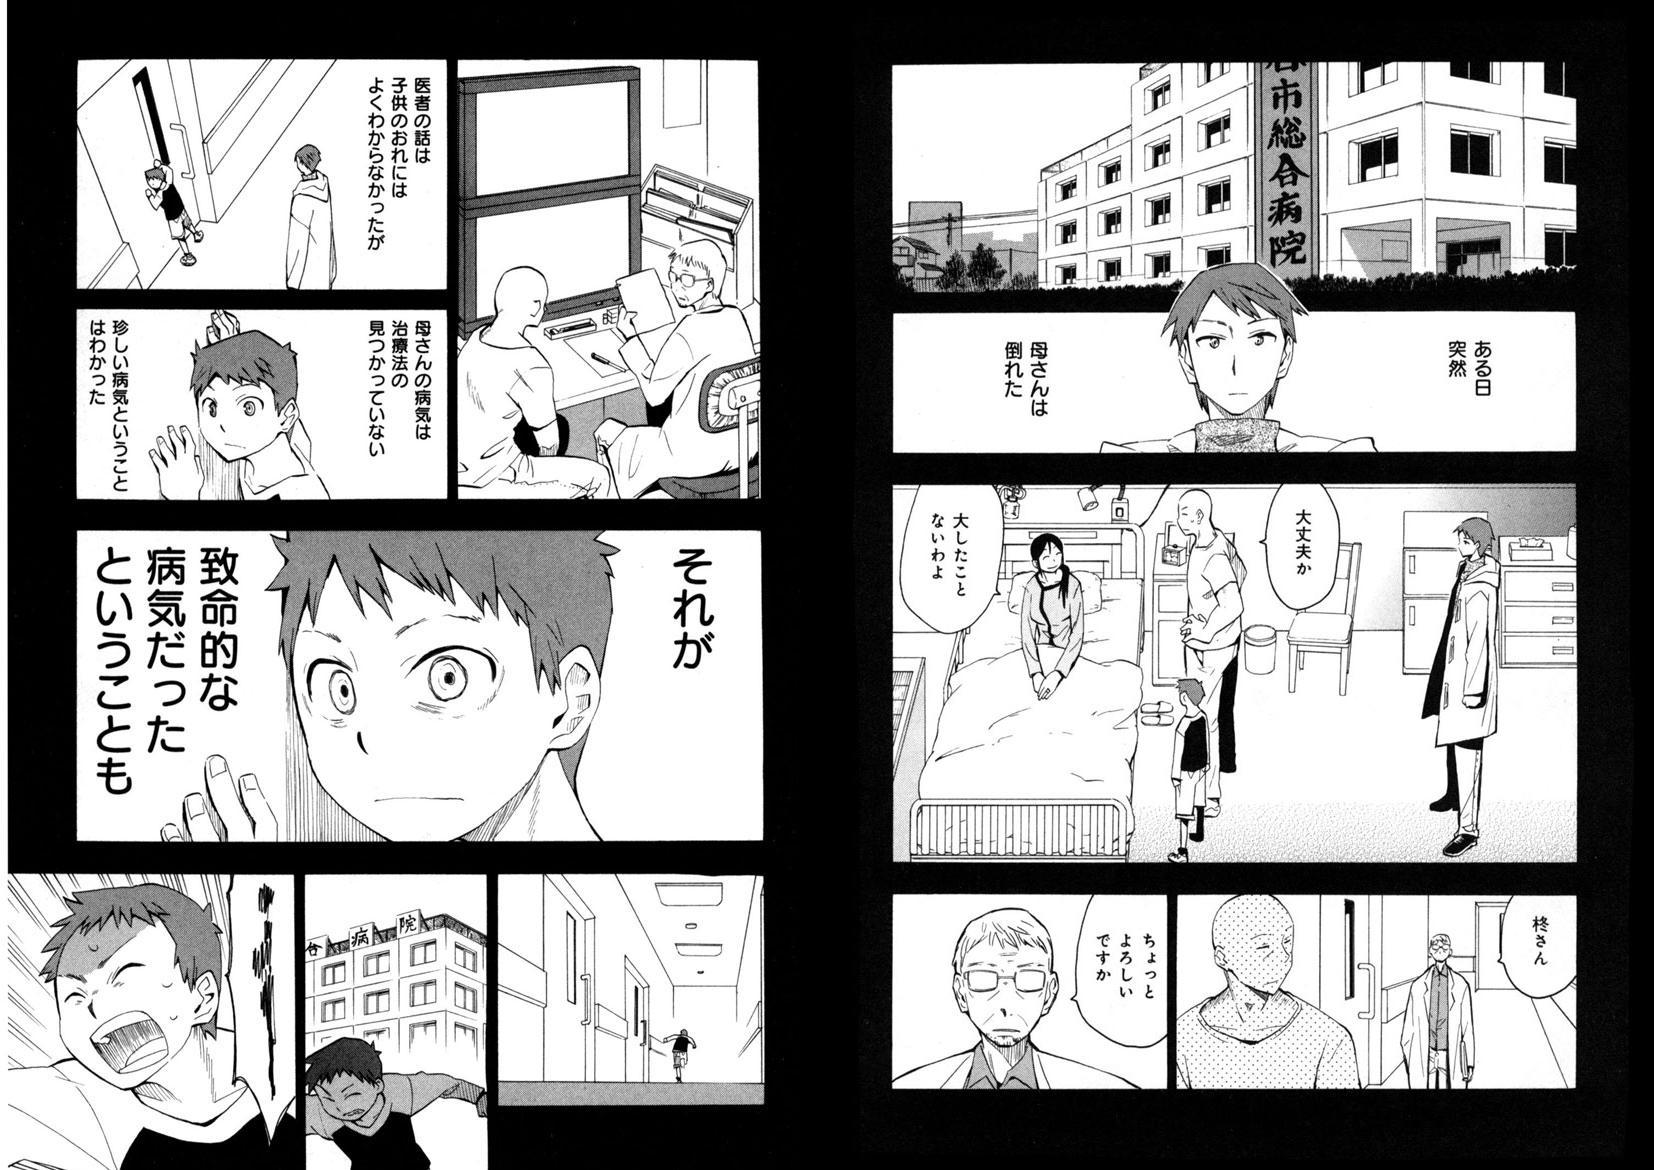 市総合病院
ある日
突然
母さんは
倒れた
大丈夫か
大したこと
ないわよ
柊さん
ちょっと
よろしい
ですか
医者の話は
子供のおれには
よくわからなかったが
母さんの病気は
治療法の
見つかっていない
珍しい病気ということ
はわかった
それが
致命的な
病気だった
ということも
合病院